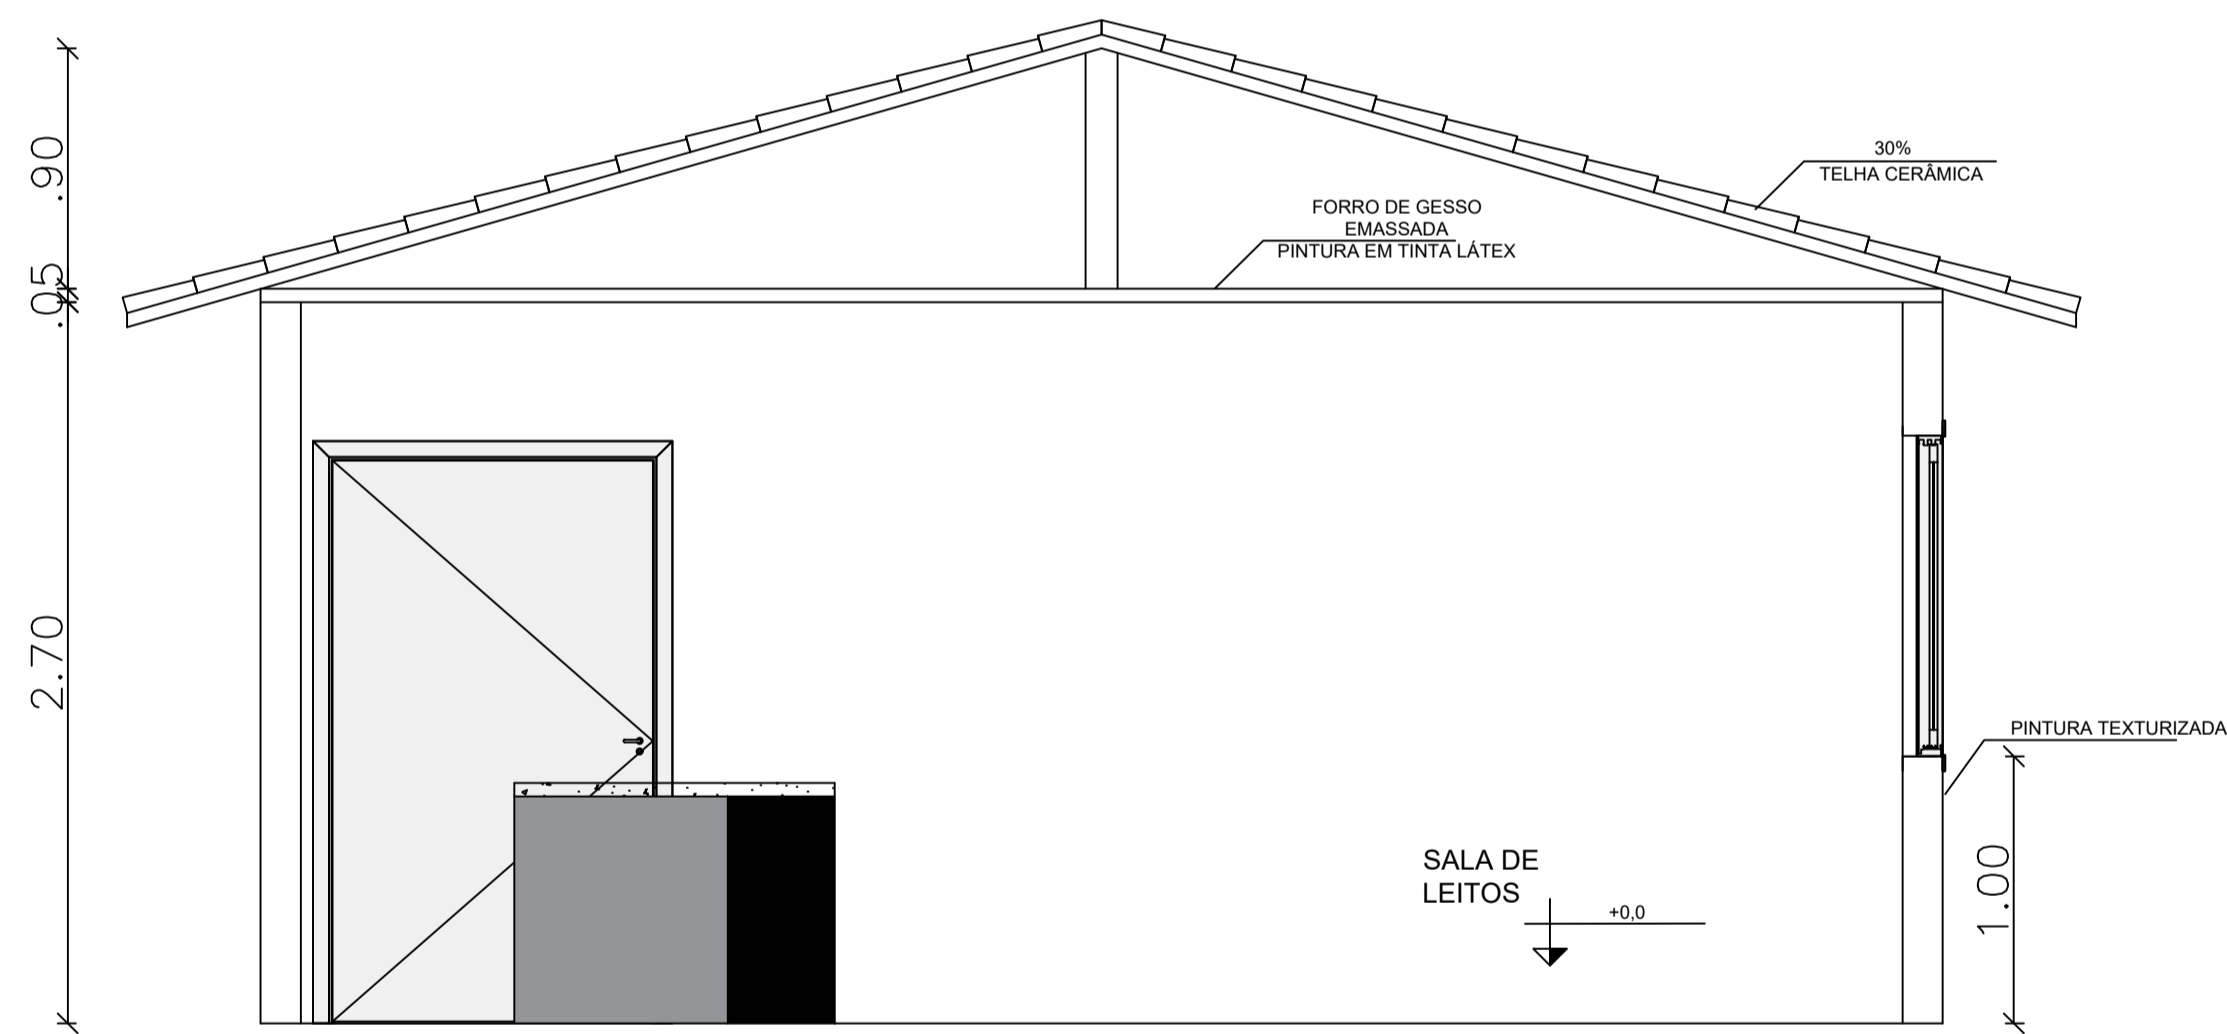 .90
30%
TELHA CERÂMICA
FORRO DE GESSO
EMASSADA
PINTURA EM TINTA LÁTEX
.05
2.70
PINTURA TEXTURIZADA
SALA DE
LEITOS
+0,0
1.00